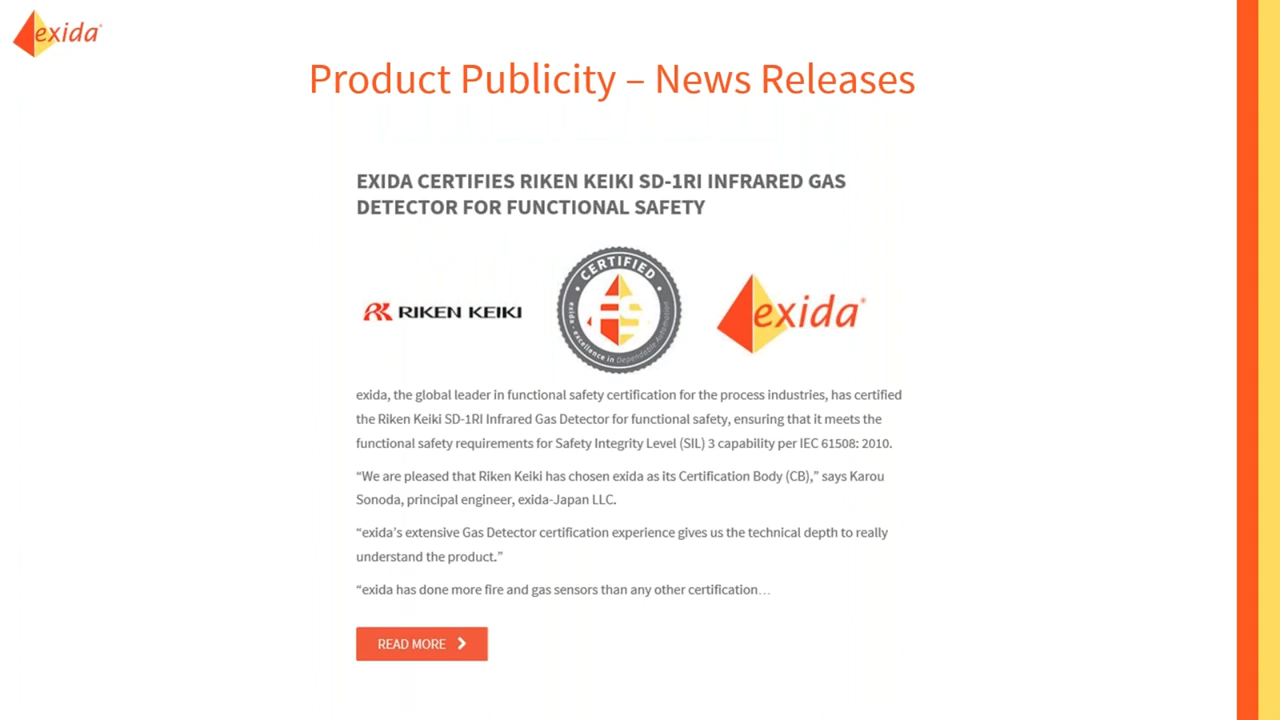 exida
Product Publicity – News Releases
EXIDA CERTIFIES RIKEN KEIKI SD-1RI INFRARED GAS
DETECTOR FOR FUNCTIONAL SAFETY
RIKEN KEIKI
CERTIFIED
FS
exida - excellence in Dependable Automation
exida®
exida, the global leader in functional safety certification for the process industries, has certified
the Riken Keiki SD-1RI Infrared Gas Detector for functional safety, ensuring that it meets the
functional safety requirements for Safety Integrity Level (SIL) 3 capability per IEC 61508: 2010.
“We are pleased that Riken Keiki has chosen exida as its Certification Body (CB),” says Karou
Sonoda, principal engineer, exida-Japan LLC.
“exida’s extensive Gas Detector certification experience gives us the technical depth to really
understand the product.”
“exida has done more fire and gas sensors than any other certification…
READ MORE